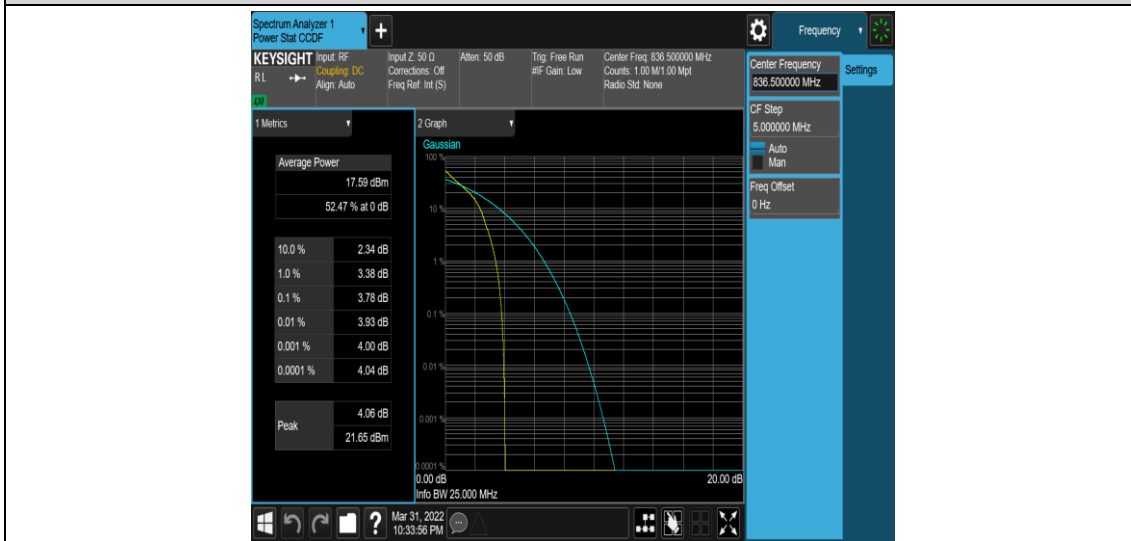 Spectrum Analyzer 1
Power Stat CCDF
Frequency
KEYSIGHT
RL
LXI
Input: RF
Coupling: DC
Align: Auto
Input Z: 50 Ω
Corrections: Off
Freq Ref: Int (S)
Atten: 50 dB
Trig: Free Run
#IF Gain: Low
Center Freq: 836.500000 MHz
Counts: 1.00 M/1.00 Mpt
Radio Std: None
Center Frequency
836.500000 MHz
Settings
CF Step
5.000000 MHz
Auto
Man
Freq Offset
0 Hz
1 Metrics
Average Power
17.59 dBm
52.47 % at 0 dB
10.0 % 2.34 dB
1.0 % 3.38 dB
0.1 % 3.78 dB
0.01 % 3.93 dB
0.001 % 4.00 dB
0.0001 % 4.04 dB
Peak
4.06 dB
21.65 dBm
2 Graph
Gaussian
100 %
10 %
1 %
0.1 %
0.01 %
0.001 %
0.0001 %
0.00 dB 20.00 dB
Info BW 25.000 MHz
?
Mar 31, 2022
10:33:56 PM